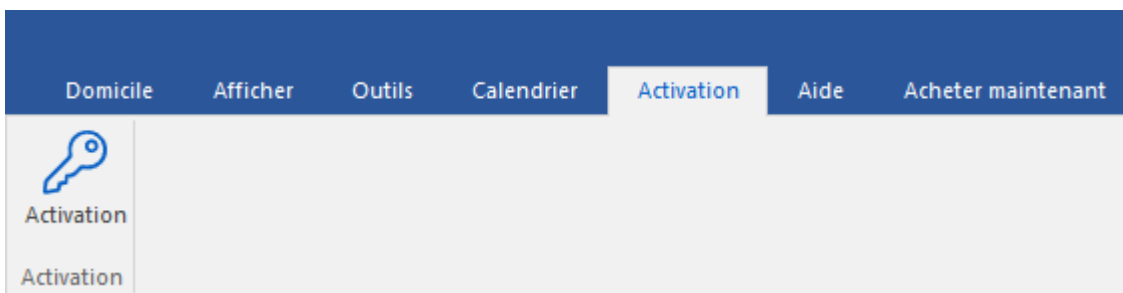 Domicile Afficher Outils Calendrier Activation Aide Acheter maintenant
Activation
Activation